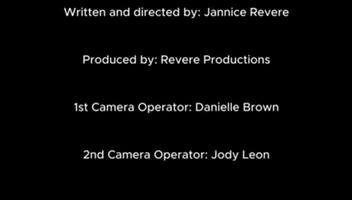 Written and directed by: Jannice Revere
Produced by: Revere Productions
1st Camera Operator: Danielle Brown
2nd Camera Operator: Jody Leon